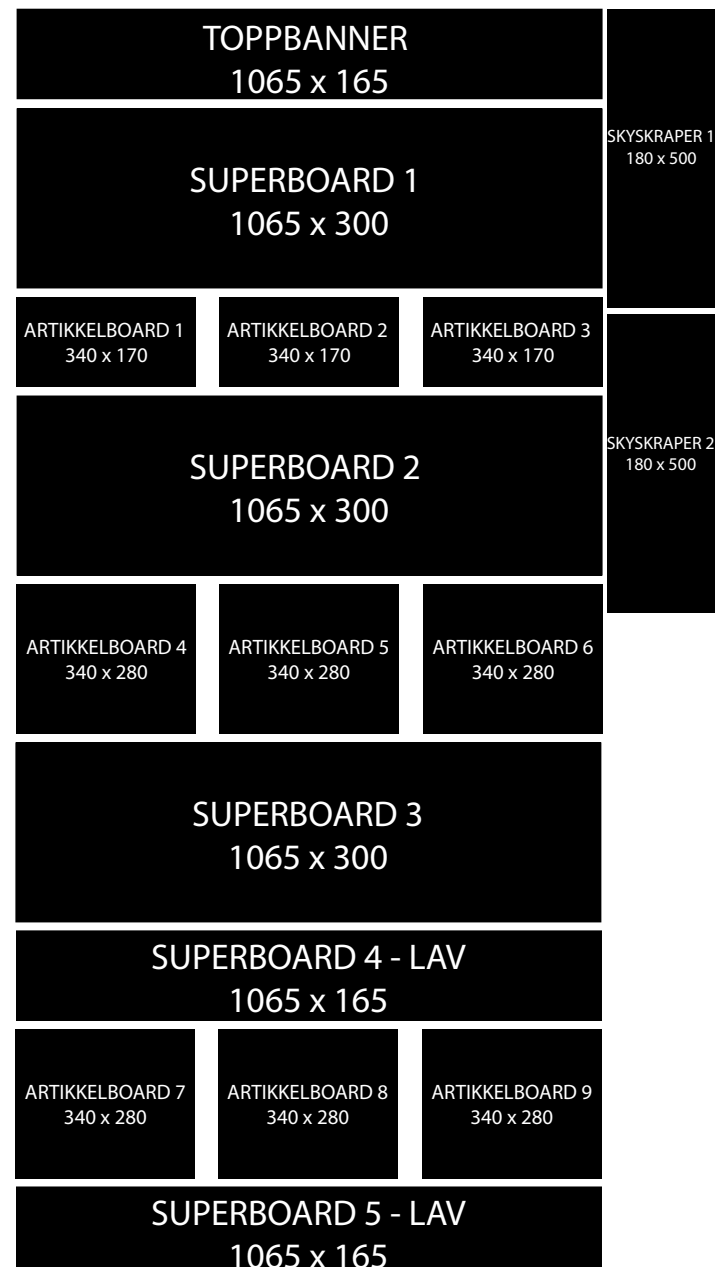 TOPPBANNER
1065 x 165
SKYSKRAPER 1
180 x 500
SUPERBOARD 1
1065 x 300
ARTIKKELBOARD 1
340 x 170
ARTIKKELBOARD 2
340 x 170
ARTIKKELBOARD 3
340 x 170
SUPERBOARD 2
1065 x 300
SKYSKRAPER 2
180 x 500
ARTIKKELBOARD 4
340 x 280
ARTIKKELBOARD 5
340 x 280
ARTIKKELBOARD 6
340 x 280
SUPERBOARD 3
1065 x 300
SUPERBOARD 4 - LAV
1065 x 165
ARTIKKELBOARD 7
340 x 280
ARTIKKELBOARD 8
340 x 280
ARTIKKELBOARD 9
340 x 280
SUPERBOARD 5 - LAV
1065 x 165